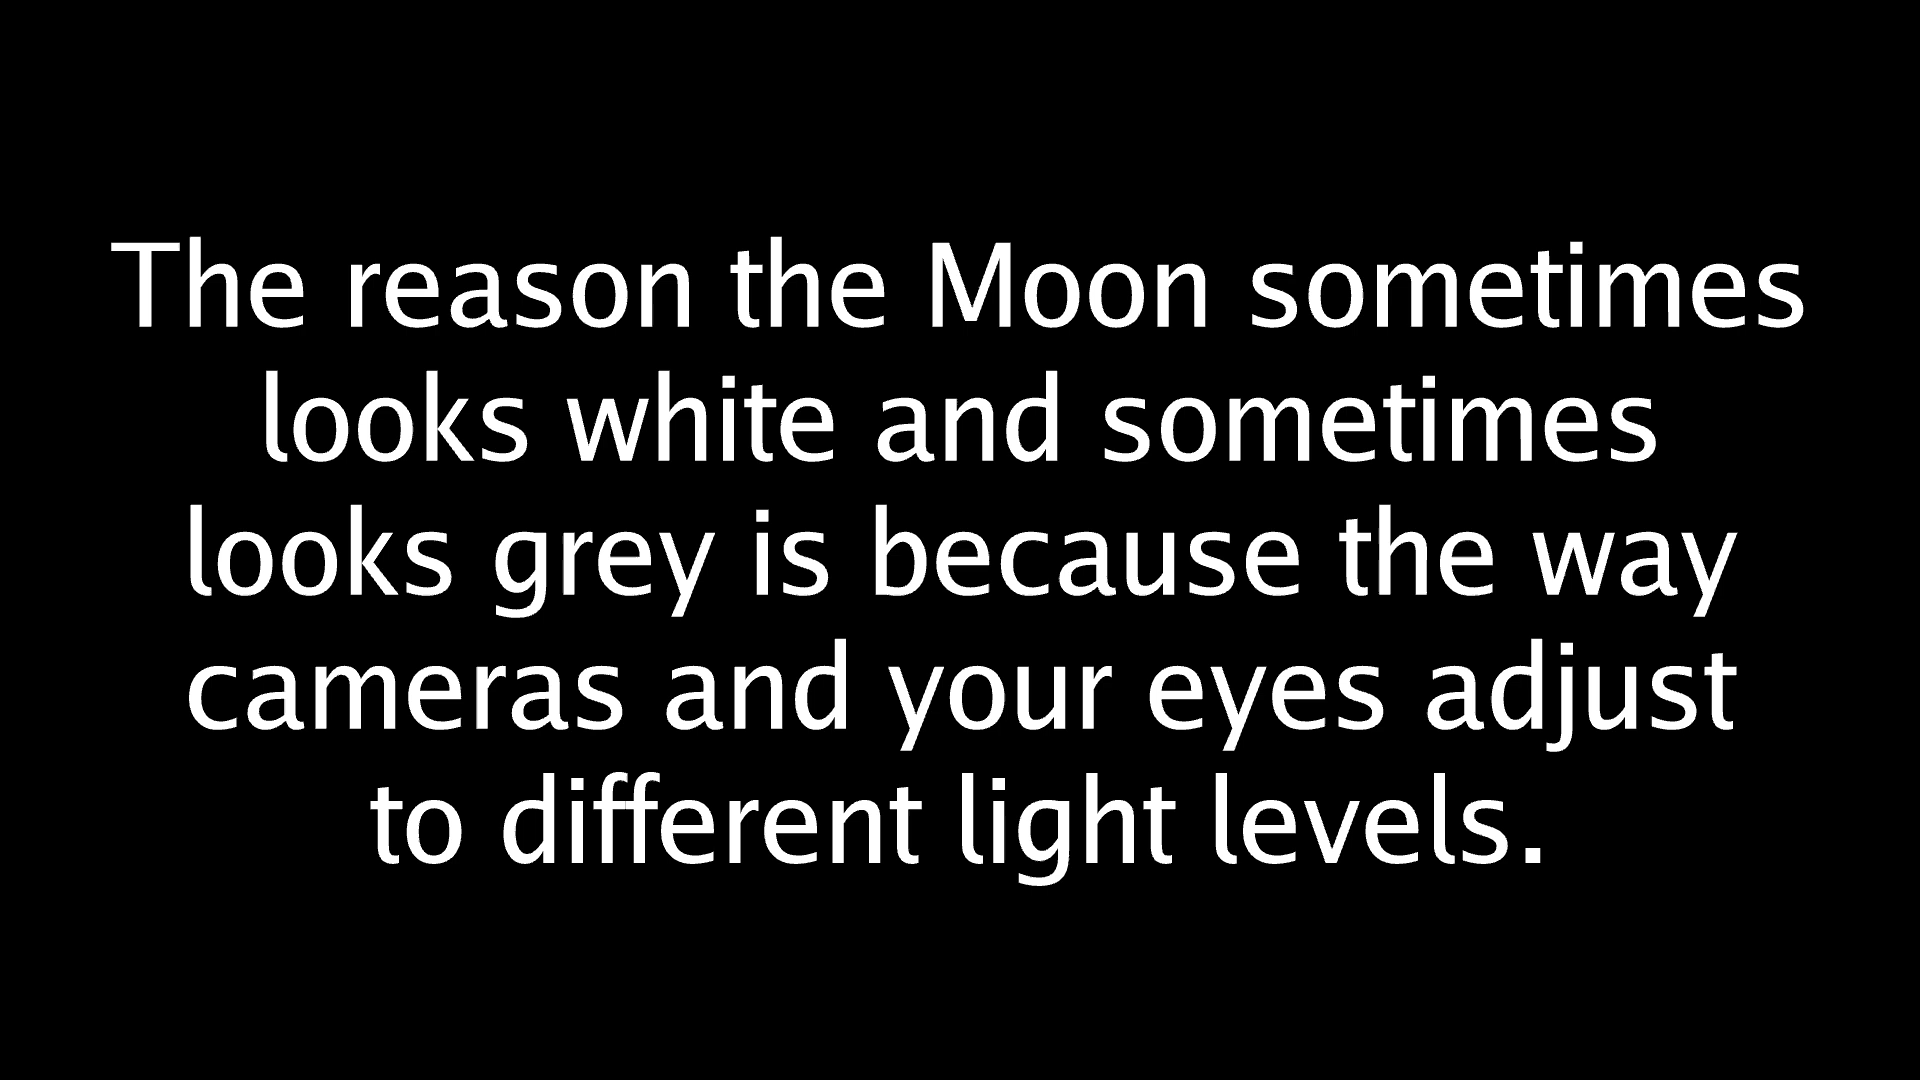 The reason the Moon sometimes
looks white and sometimes
looks grey is because the way
cameras and your eyes adjust
to different light levels.